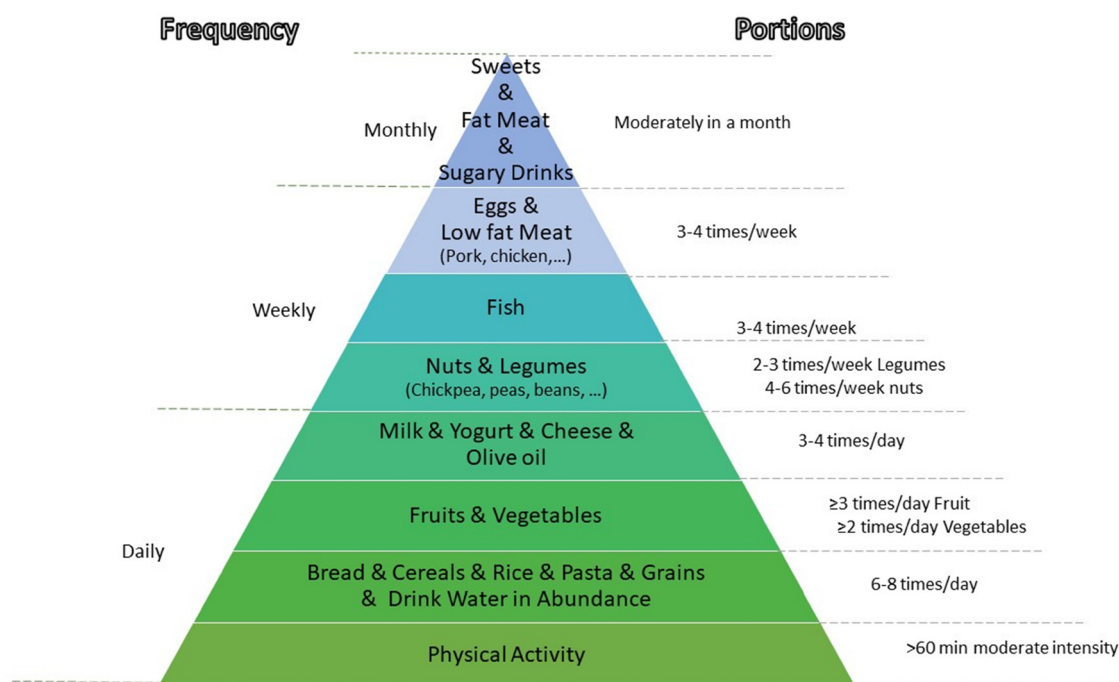 Frequency
Portions
Sweets
&
Fat Meat
&
Sugary Drinks
Monthly
Moderately in a month
Eggs &
Low fat Meat
(Pork, chicken,...)
3-4 times/week
Weekly
Fish
3-4 times/week
Nuts & Legumes
(Chickpea, peas, beans, ...)
2-3 times/week Legumes
4-6 times/week nuts
Milk & Yogurt & Cheese &
Olive oil
3-4 times/day
Fruits & Vegetables
≥3 times/day Fruit
≥2 times/day Vegetables
Daily
Bread & Cereals & Rice & Pasta & Grains
& Drink Water in Abundance
6-8 times/day
Physical Activity
>60 min moderate intensity